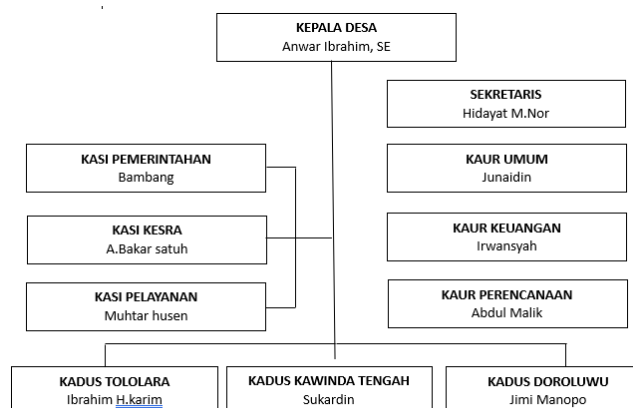 KEPALA DESA
Anwar Ibrahim, SE
SEKRETARIS
Hidayat M.Nor
KASI PEMERINTAHAN
Bambang
KAUR UMUM
Junaidin
KASI KESRA
A.Bakar satuh
KAUR KEUANGAN
Irwansyah
KASI PELAYANAN
Muhtar husen
KAUR PERENCANAAN
Abdul Malik
KADUS TOLOLARA
Ibrahim H.karim
KADUS KAWINDA TENGAH
Sukardin
KADUS DOROLUWU
Jimi Manopo